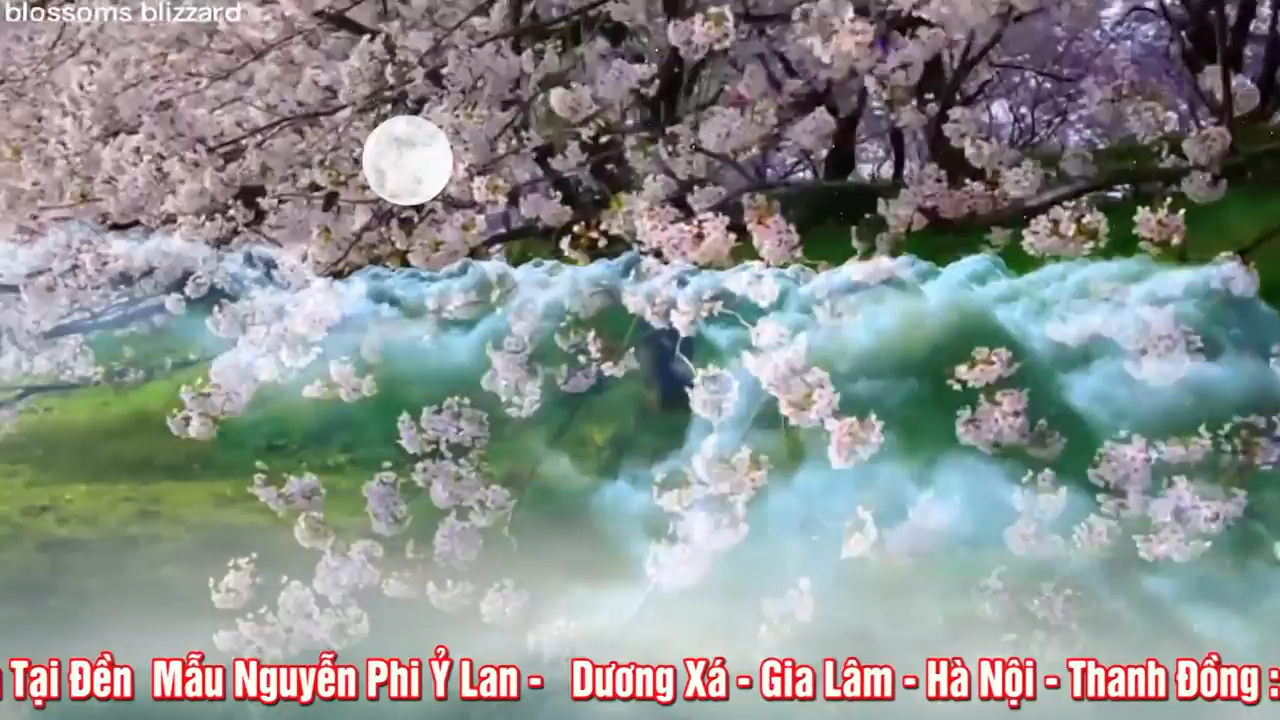 blossoms blizzard
Tại Đền Mẫu Nguyễn Phi Ỷ Lan - Dương Xá - Gia Lâm - Hà Nội - Thanh Đồng :